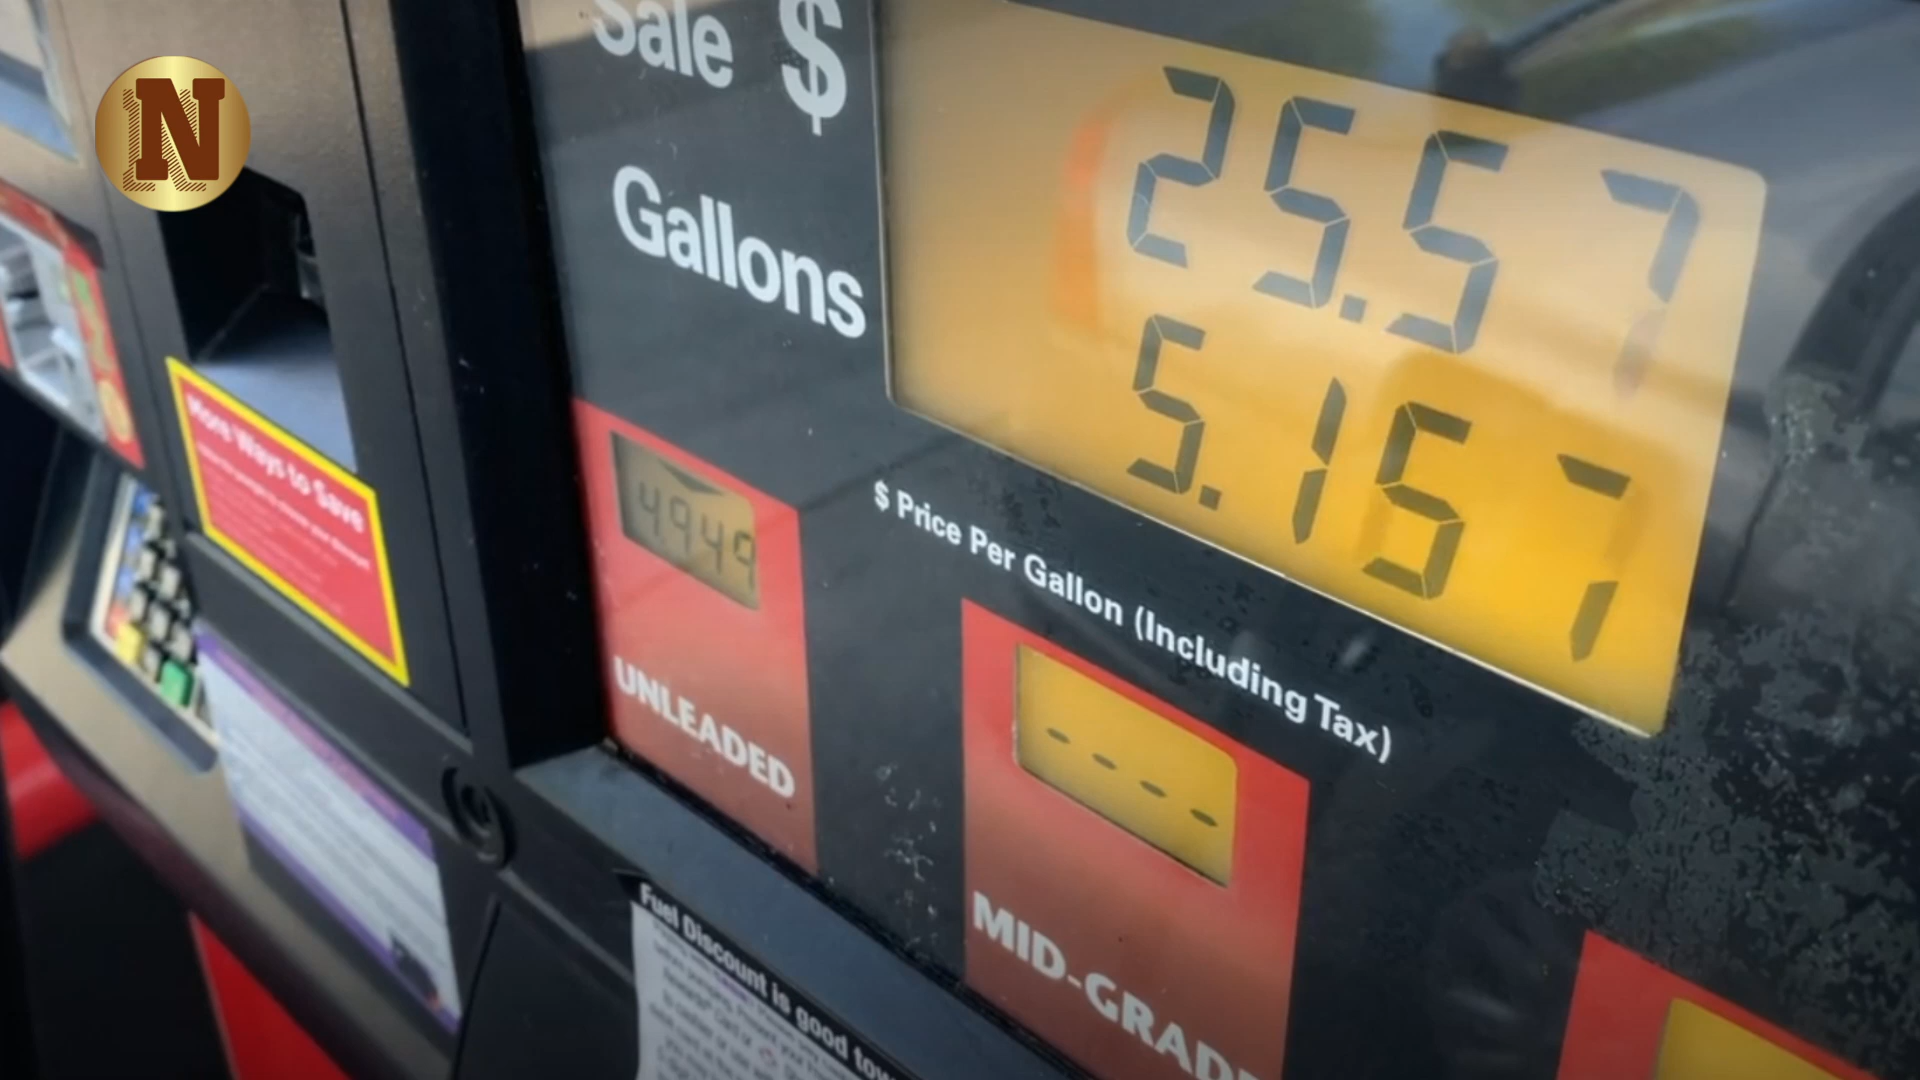 N
Sale $
25.57
Gallons
5.167
More Ways to Save
4.949
$ Price Per Gallon (Including Tax)
UNLEADED
- - - -
MID-GRADE
Fuel Discount is good tow